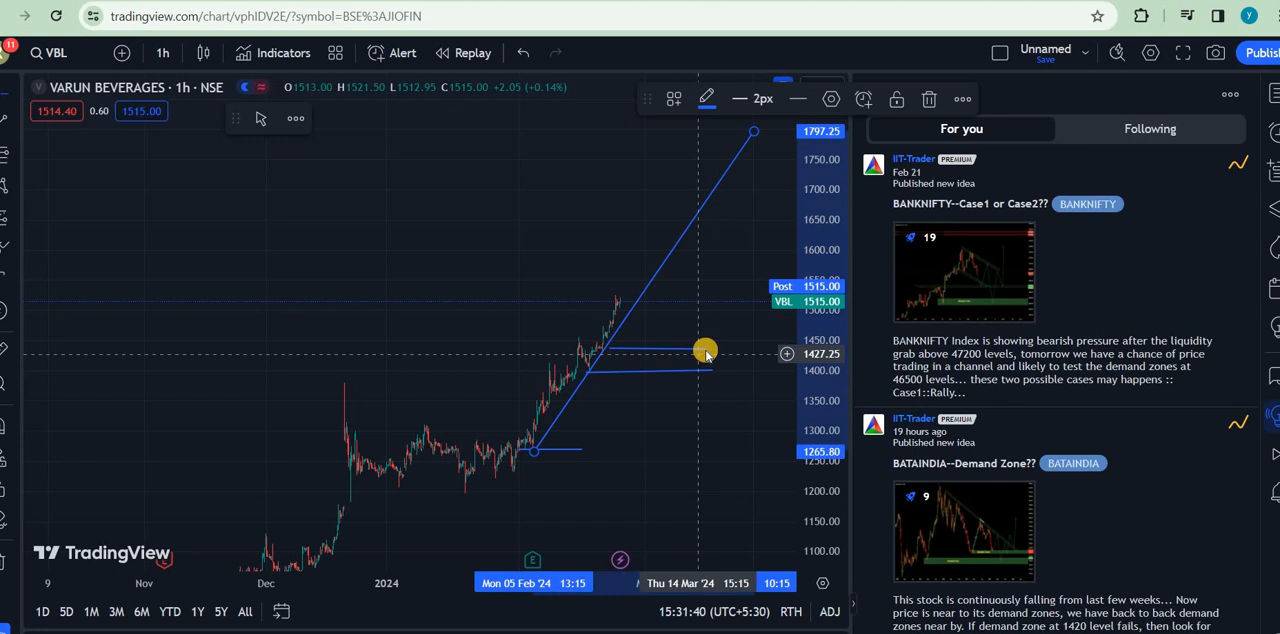 tradingview.com/chart/vphIDV2E/?symbol=BSE%3AJIOFIN
y
11
VBL
1h
Indicators
Alert
Replay
Unnamed
Save
Publis
V VARUN BEVERAGES · 1h · NSE
O1513.00 H1521.50 L1512.95 C1515.00 +2.05 (+0.14%)
1514.40 0.60 1515.00
2px
1797.25
1750.00
1700.00
1650.00
1600.00
Post 1515.00
VBL 1515.00
1500.00
1450.00
1427.25
1400.00
1350.00
1300.00
1265.80
1250.00
1200.00
1150.00
1100.00
TradingView
E
9
Nov
Dec
2024
Mon 05 Feb '24 13:15
Thu 14 Mar '24 15:15
10:15
1D 5D 1M 3M 6M YTD 1Y 5Y All
15:31:40 (UTC+5:30) RTH ADJ
For you
Following
IIT-Trader PREMIUM
Feb 21
Published new idea
BANKNIFTY--Case1 or Case2?? BANKNIFTY
19
BANKNIFTY Index is showing bearish pressure after the liquidity
grab above 47200 levels, tomorrow we have a chance of price
trading in a channel and likely to test the demand zones at
46500 levels... these two possible cases may happens ::
Case1::Rally...
IIT-Trader PREMIUM
19 hours ago
Published new idea
BATAINDIA--Demand Zone?? BATAINDIA
9
This stock is continuously falling from last few weeks... Now
price is near to its demand zones, we have back to back demand
zones near by. If demand zone at 1420 level fails, then look for